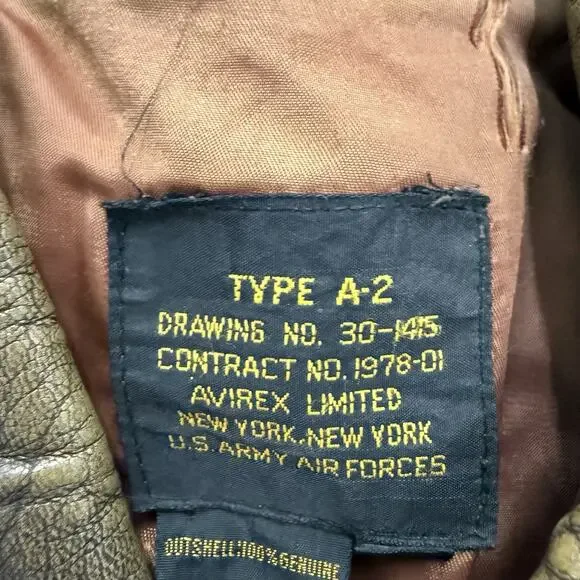 TYPE A-2
DRAWING NO. 30-1415
CONTRACT NO. 1978-01
AVIREX LIMITED
NEW YORK, NEW YORK
U.S. ARMY AIR FORCES
OUTSHELL:100% GENUINE